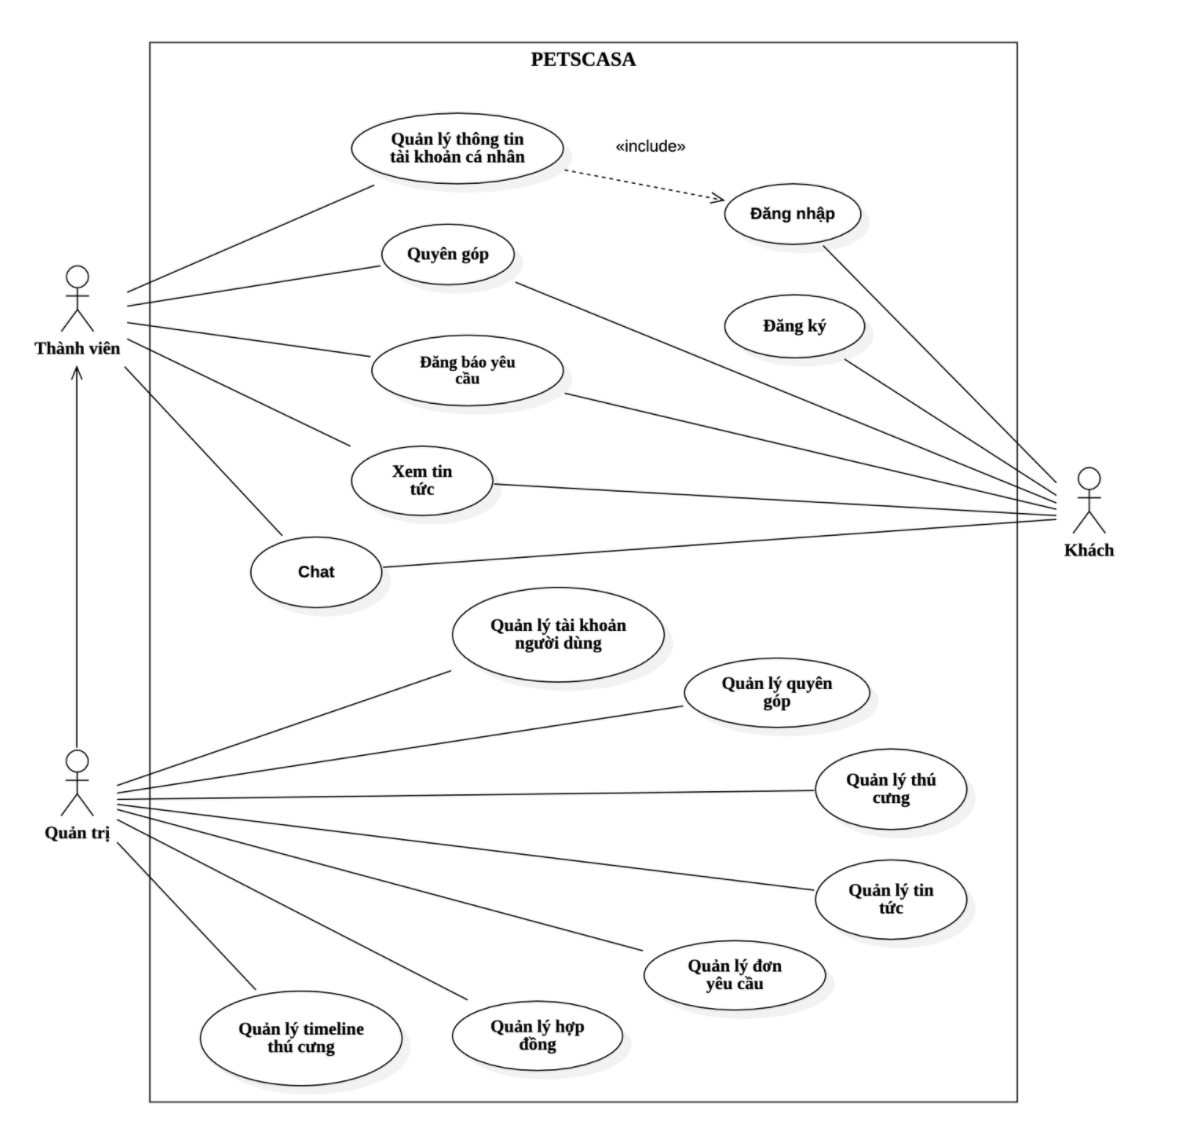 PETSCASA
Quản lý thông tin
tài khoản cá nhân
«include»
Đăng nhập
Quyên góp
Đăng ký
Thành viên
Đăng báo yêu
cầu
Xem tin
tức
Khách
Chat
Quản lý tài khoản
người dùng
Quản lý quyên
góp
Quản lý thú
cưng
Quản trị
Quản lý tin
tức
Quản lý đơn
yêu cầu
Quản lý timeline
thú cưng
Quản lý hợp
đồng